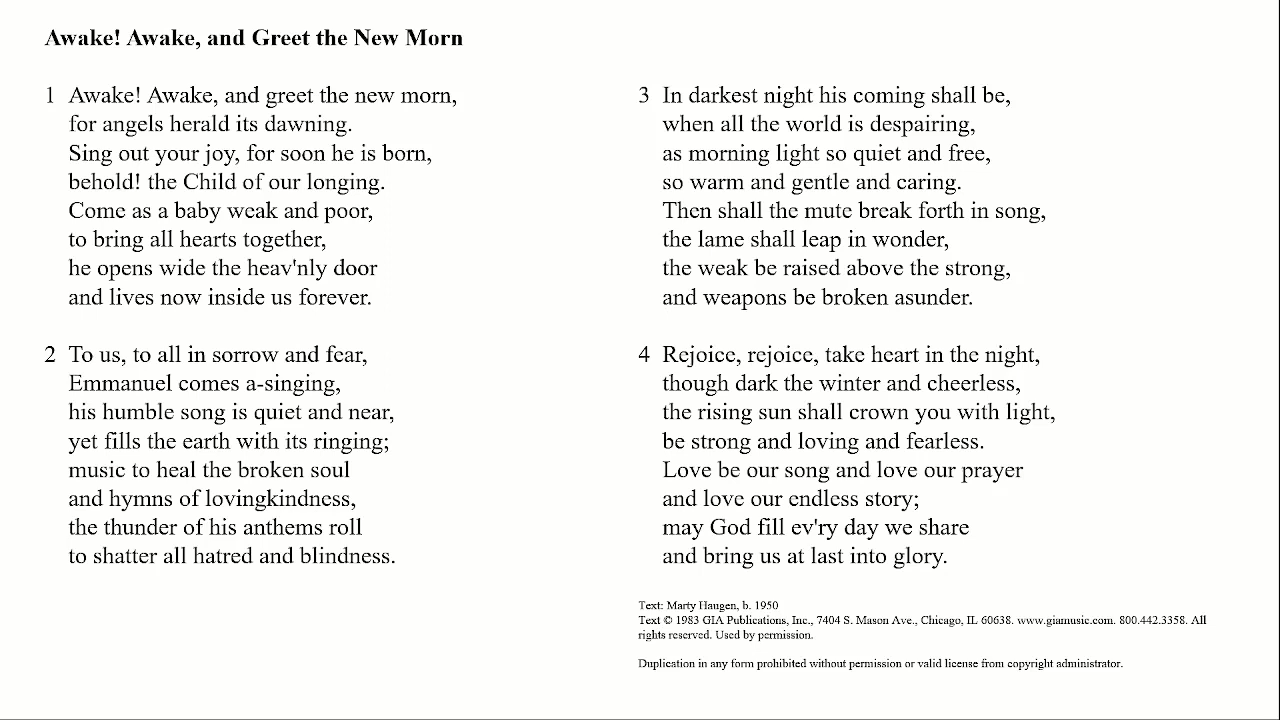 Awake! Awake, and Greet the New Morn
1 Awake! Awake, and greet the new morn,
for angels herald its dawning.
Sing out your joy, for soon he is born,
behold! the Child of our longing.
Come as a baby weak and poor,
to bring all hearts together,
he opens wide the heav'nly door
and lives now inside us forever.
2 To us, to all in sorrow and fear,
Emmanuel comes a-singing,
his humble song is quiet and near,
yet fills the earth with its ringing;
music to heal the broken soul
and hymns of lovingkindness,
the thunder of his anthems roll
to shatter all hatred and blindness.
3 In darkest night his coming shall be,
when all the world is despairing,
as morning light so quiet and free,
so warm and gentle and caring.
Then shall the mute break forth in song,
the lame shall leap in wonder,
the weak be raised above the strong,
and weapons be broken asunder.
4 Rejoice, rejoice, take heart in the night,
though dark the winter and cheerless,
the rising sun shall crown you with light,
be strong and loving and fearless.
Love be our song and love our prayer
and love our endless story;
may God fill ev'ry day we share
and bring us at last into glory.
Text: Marty Haugen, b. 1950
Text © 1983 GIA Publications, Inc., 7404 S. Mason Ave., Chicago, IL 60638. www.giamusic.com. 800.442.3358. All
rights reserved. Used by permission.
Duplication in any form prohibited without permission or valid license from copyright administrator.